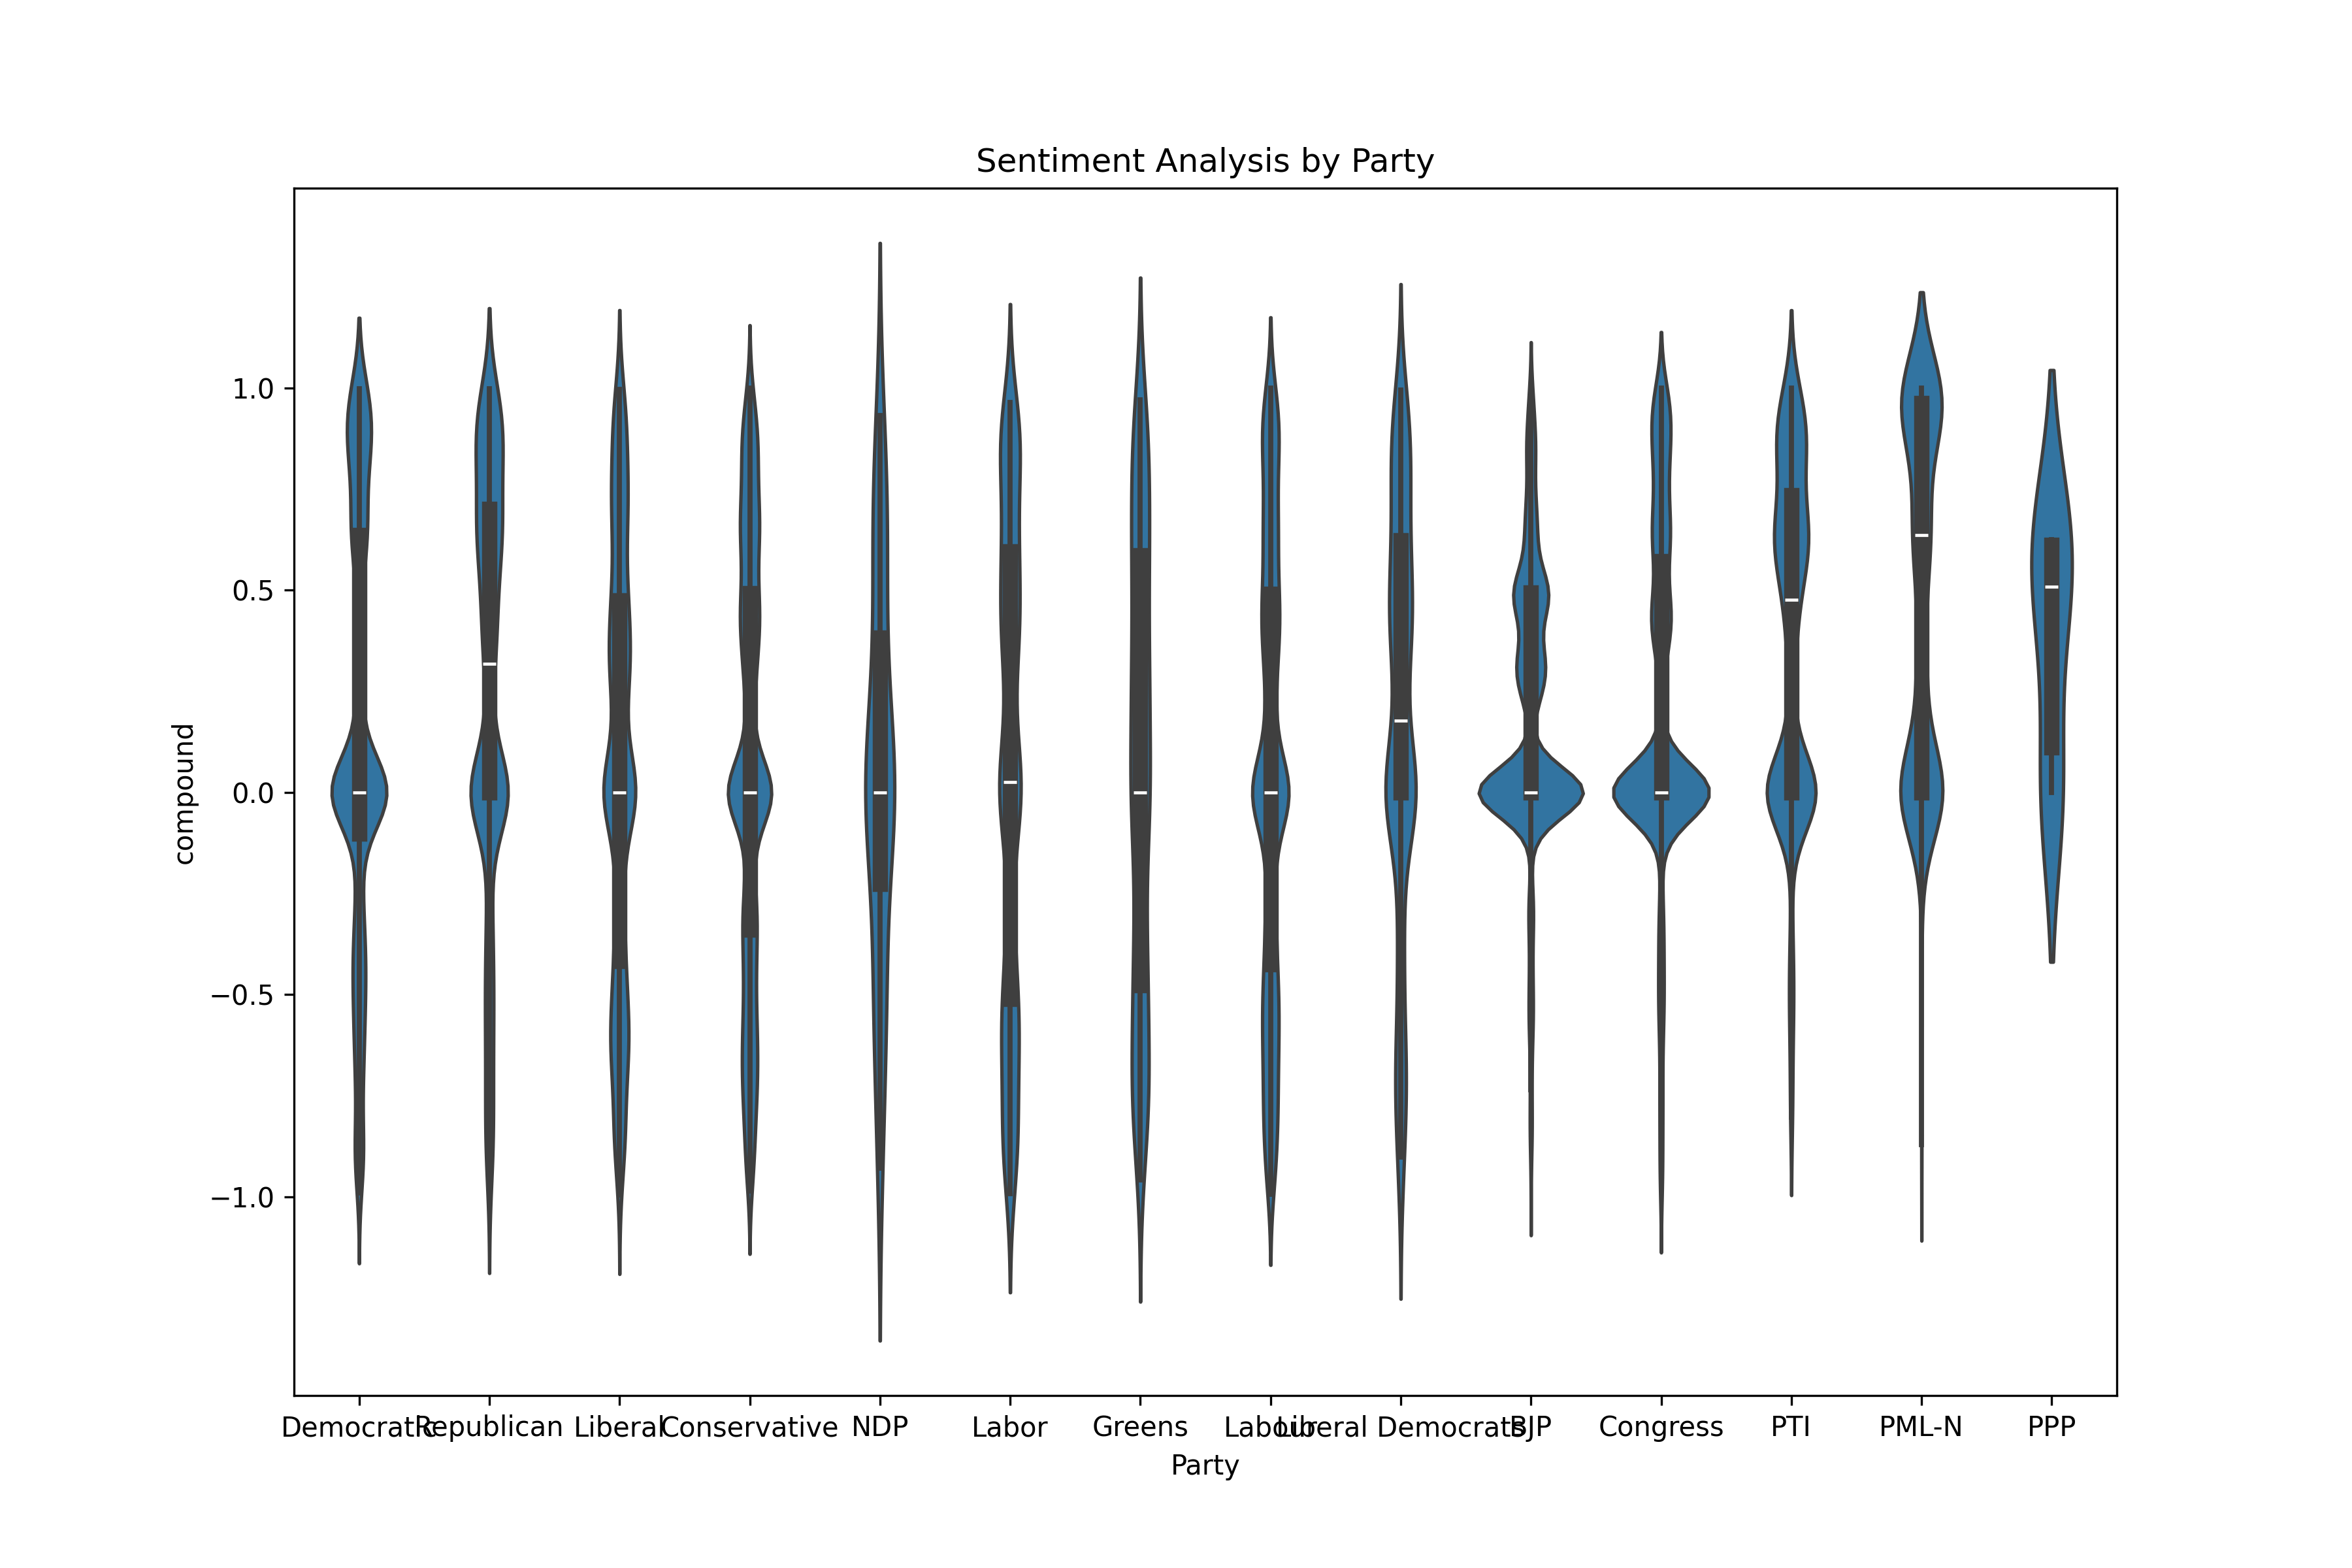 Sentiment Analysis by Party
compound
1.0
0.5
0.0
−0.5
−1.0
Democratic Republican Liberal Conservative NDP Labor Greens Labour Liberal Democrats BJP Congress PTI PML-N PPP
Party